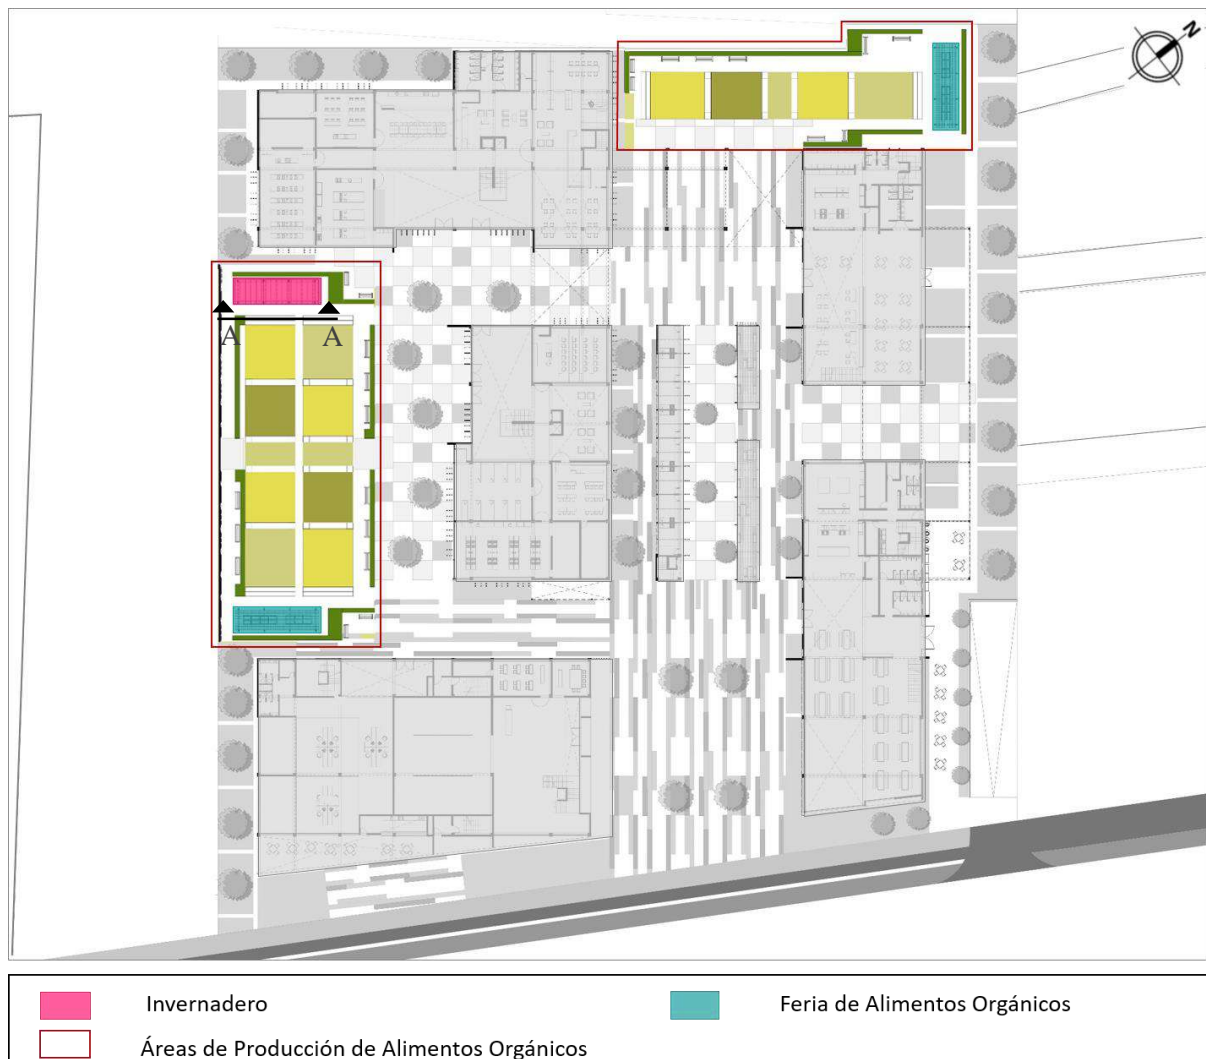 N
A A
Invernadero
Feria de Alimentos Orgánicos
Áreas de Producción de Alimentos Orgánicos